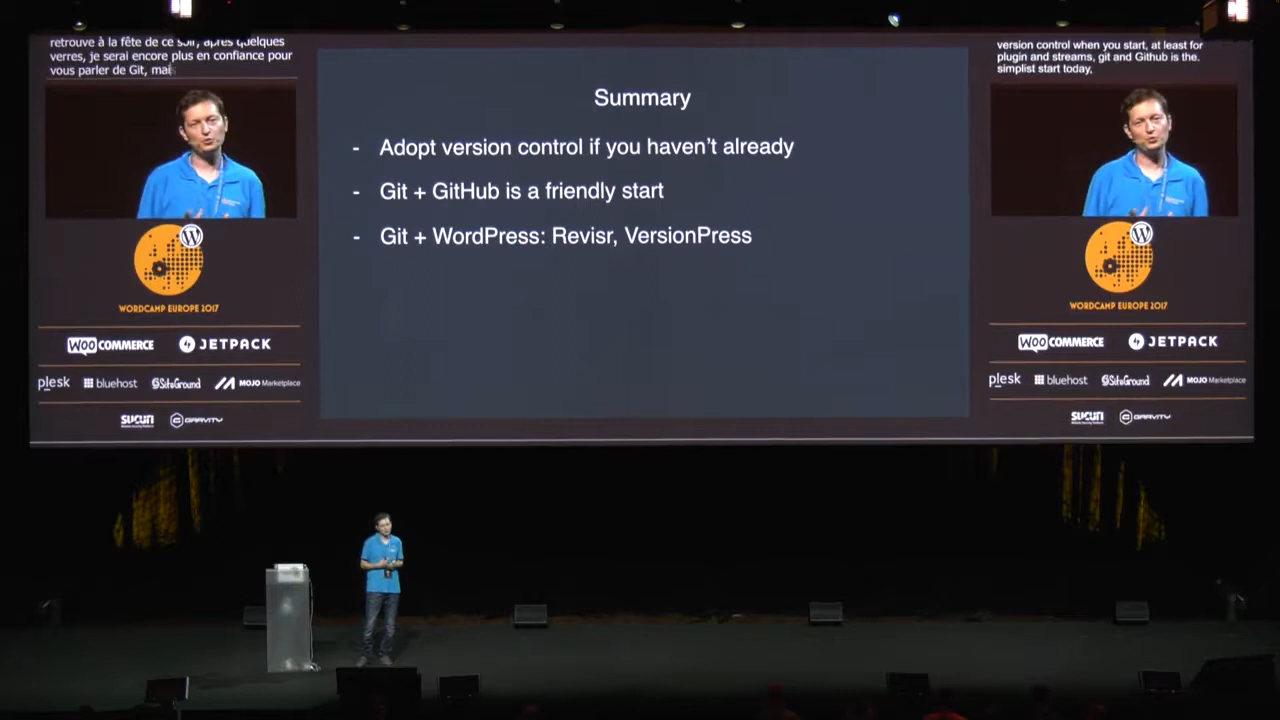 retrouve à la fête de ce soir, après quelques
verres, je serai encore plus en confiance pour
vous parler de Git, mai
WORDCAMP EUROPE 2017
WOO COMMERCE
JETPACK
plesk
bluehost
SiteGround
MOJO Marketplace
SUCURI
GRAVITY
Summary
- Adopt version control if you haven't already
- Git + GitHub is a friendly start
- Git + WordPress: Revisr, VersionPress
version control when you start, at least for
plugin and streams, git and Github is the.
simplist start today,
WORDCAMP EUROPE 2017
WOO COMMERCE
JETPACK
plesk
bluehost
SiteGround
MOJO Marketplace
SUCURI
GRAVITY